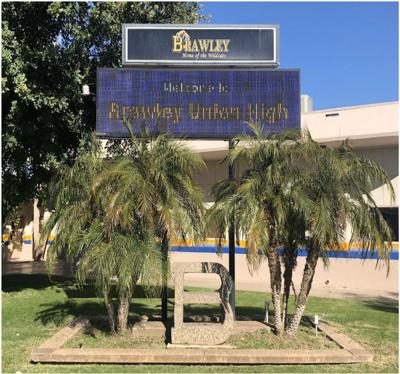 BRAWLEY
Home of the Wildcats
Welcome to
Brawley Union High
B